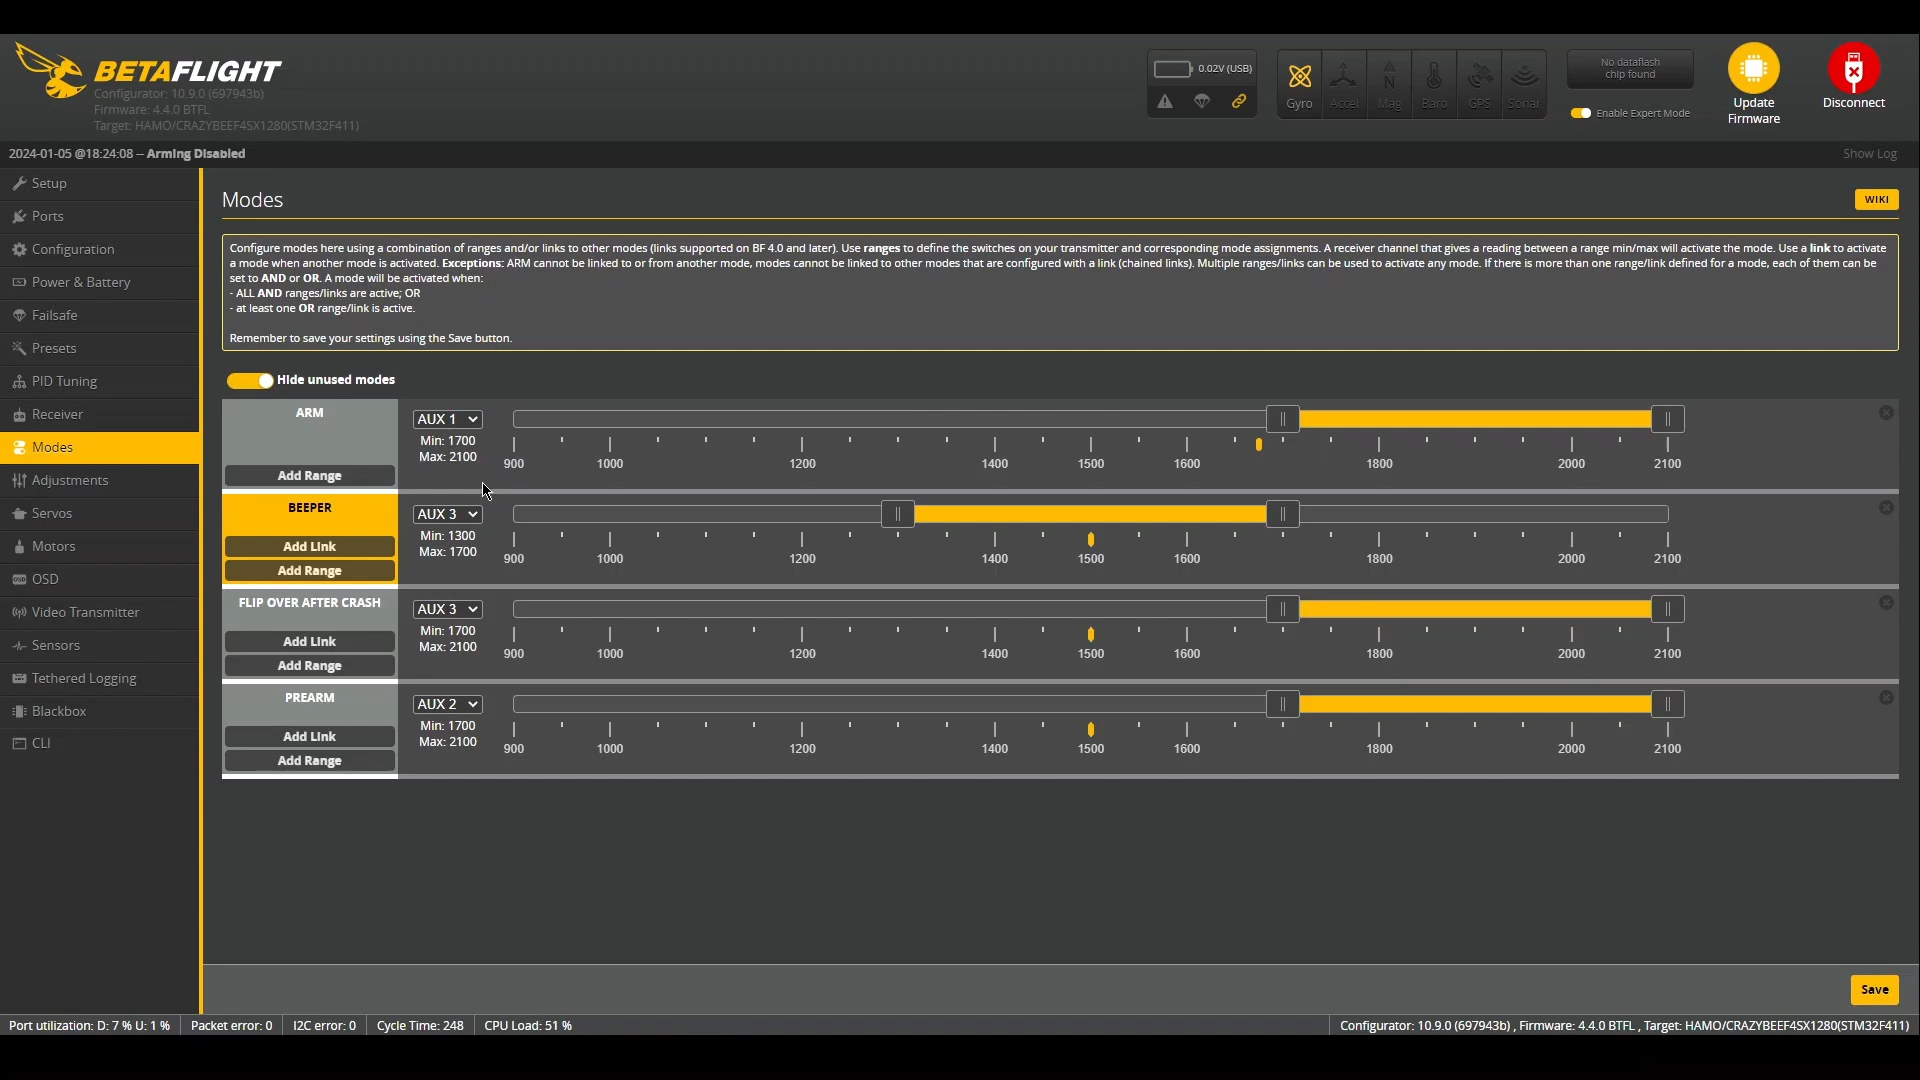 BETAFLIGHT
Configurator: 10.9.0 (697943b)
Firmware: 4.4.0 BTFL
Target: HAMO/CRAZYBEEF4SX1280(STM32F411)
0.02V (USB)
Gyro
Accel
N
Mag
Baro
GPS
Sonar
No dataflash
chip found
Enable Expert Mode
Update
Firmware
Disconnect
2024-01-05 @18:24:08 -- Arming Disabled
Show Log
Setup
Ports
Configuration
Power & Battery
Failsafe
Presets
PID Tuning
Receiver
Modes
Adjustments
Servos
Motors
OSD
Video Transmitter
Sensors
Tethered Logging
Blackbox
CLI
Modes
WIKI
Configure modes here using a combination of ranges and/or links to other modes (links supported on BF 4.0 and later). Use ranges to define the switches on your transmitter and corresponding mode assignments. A receiver channel that gives a reading between a range min/max will activate the mode. Use a link to activate
a mode when another mode is activated. Exceptions: ARM cannot be linked to or from another mode, modes cannot be linked to other modes that are configured with a link (chained links). Multiple ranges/links can be used to activate any mode. If there is more than one range/link defined for a mode, each of them can be
set to AND or OR. A mode will be activated when:
- ALL AND ranges/links are active; OR
- at least one OR range/link is active.
Remember to save your settings using the Save button.
Hide unused modes
ARM
Add Range
AUX 1
Min: 1700
Max: 2100
900 1000 1200 1400 1500 1600 1800 2000 2100
BEEPER
Add Link
Add Range
AUX 3
Min: 1300
Max: 1700
900 1000 1200 1400 1500 1600 1800 2000 2100
FLIP OVER AFTER CRASH
Add Link
Add Range
AUX 3
Min: 1700
Max: 2100
900 1000 1200 1400 1500 1600 1800 2000 2100
PREARM
Add Link
Add Range
AUX 2
Min: 1700
Max: 2100
900 1000 1200 1400 1500 1600 1800 2000 2100
Save
Port utilization: D: 7 % U: 1 % Packet error: 0 I2C error: 0 Cycle Time: 248 CPU Load: 51 % Configurator: 10.9.0 (697943b) , Firmware: 4.4.0 BTFL , Target: HAMO/CRAZYBEEF4SX1280(STM32F411)